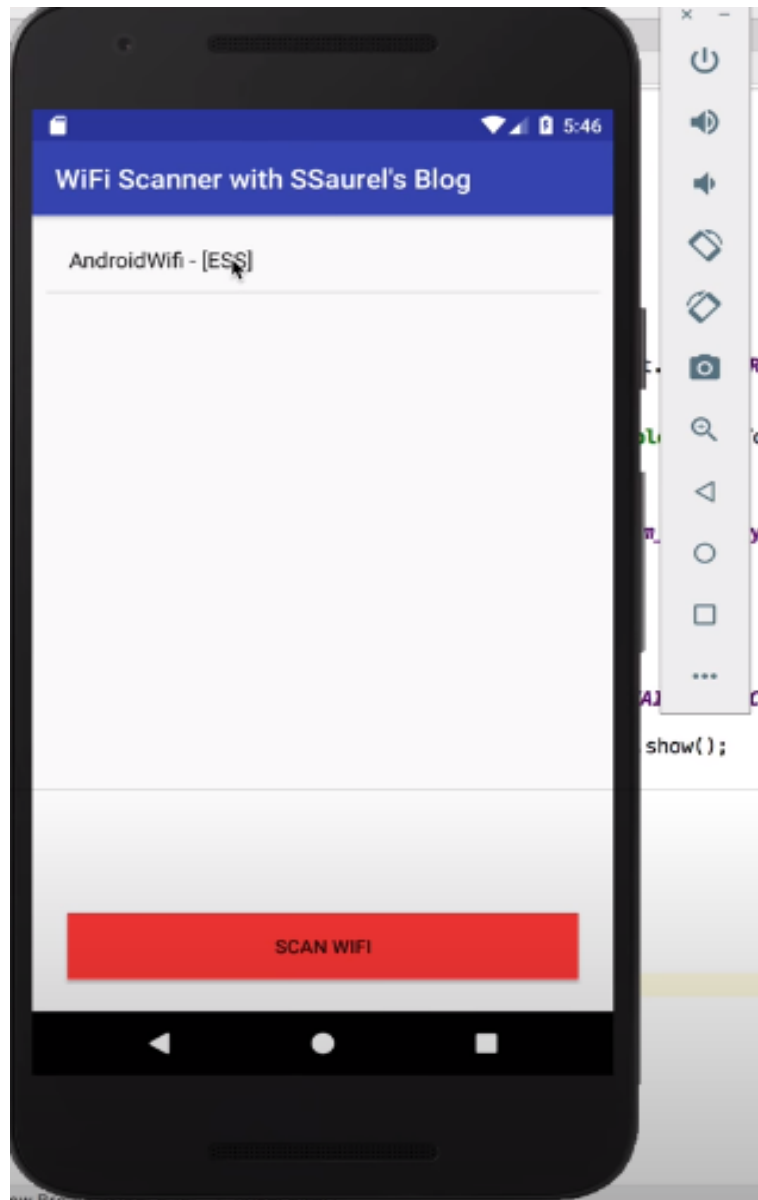 5:46
WiFi Scanner with SSaurel's Blog
AndroidWifi - [ESS]
.show();
SCAN WIFI